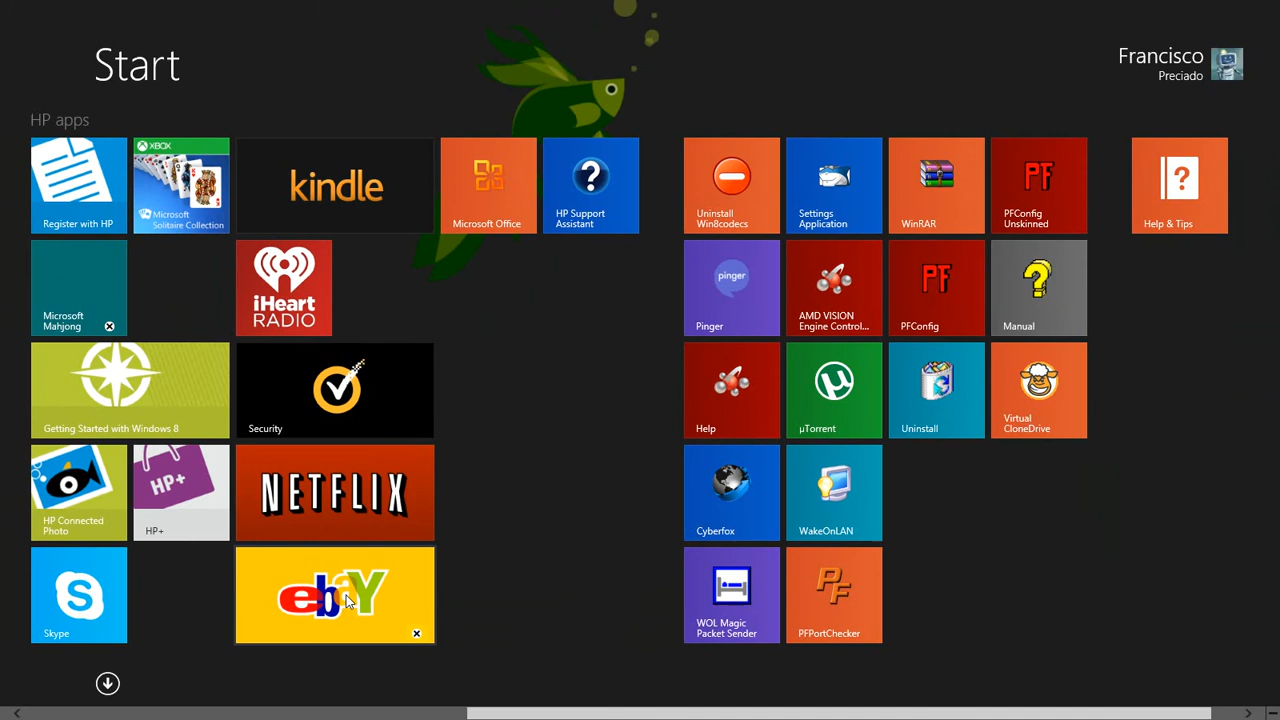 Start
Francisco
Preciado
HP apps
Register with HP
XBOX
Microsoft
Solitaire Collection
kindle
Microsoft Office
HP Support
Assistant
Uninstall
Win8codecs
Settings
Application
WinRAR
PF
PFConfig
Unskinned
Help & Tips
Microsoft
Mahjong
iHeart
RADIO
pinger
Pinger
AMD VISION
Engine Control...
PF
PFConfig
Manual
Getting Started with Windows 8
Security
Help
µTorrent
Uninstall
Virtual
CloneDrive
HP Connected
Photo
HP+
HP+
NETFLIX
Cyberfox
WakeOnLAN
Skype
ebaY
WOL Magic
Packet Sender
PF
PFPortChecker